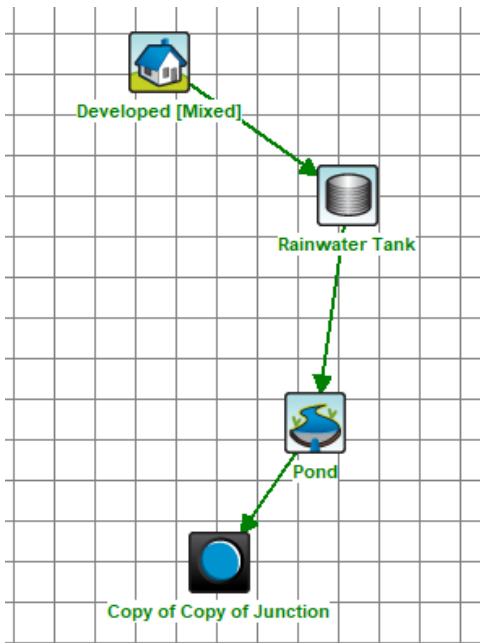 Developed [Mixed]
Rainwater Tank
Pond
Copy of Copy of Junction